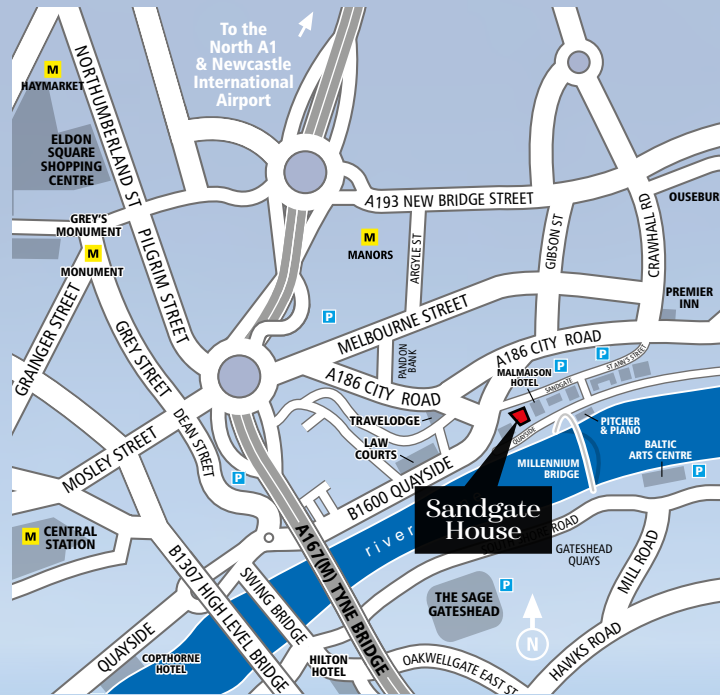 To the
North A1
& Newcastle
International
Airport
M
HAYMARKET
NORTHUMBERLAND ST
ELDON
SQUARE
SHOPPING
CENTRE
A193 NEW BRIDGE STREET
GIBSON ST
CRAWHALL RD
OUSEBUR
GREY'S
MONUMENT
M
MONUMENT
PILGRIM STREET
M
MANORS
ARGYLE ST
PREMIER
INN
P
MELBOURNE STREET
GRAINGER STREET
GREY STREET
PANDON
BANK
A186 CITY ROAD
A186 CITY ROAD
P
P
MALMAISON
HOTEL
SANDGATE
ST ANN'S STREET
TRAVELODGE
LAW
COURTS
QUAYSIDE
PITCHER
& PIANO
MOSLEY STREET
DEAN STREET
P
B1600 QUAYSIDE
MILLENNIUM
BRIDGE
BALTIC
ARTS CENTRE
P
Sandgate
House
river
ROAD
GATESHEAD
QUAYS
MILL ROAD
M
CENTRAL
STATION
A167(M) TYNE BRIDGE
B1307 HIGH LEVEL BRIDGE
SWING BRIDGE
THE SAGE
GATESHEAD
P
N
QUAYSIDE
COPTHORNE
HOTEL
HILTON
HOTEL
OAKWELLGATE EAST ST
HAWKS ROAD